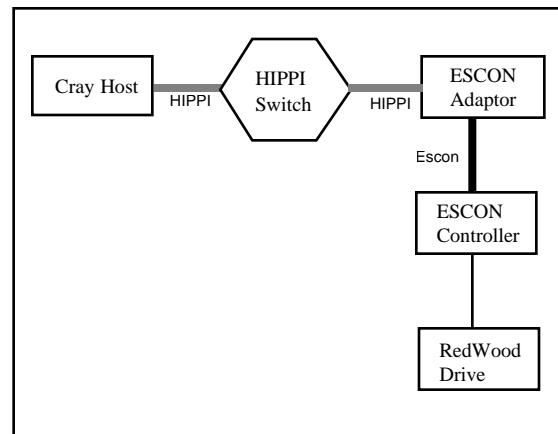 Cray Host
HIPPI
HIPPI
Switch
HIPPI
ESCON
Adaptor
Escon
ESCON
Controller
RedWood
Drive